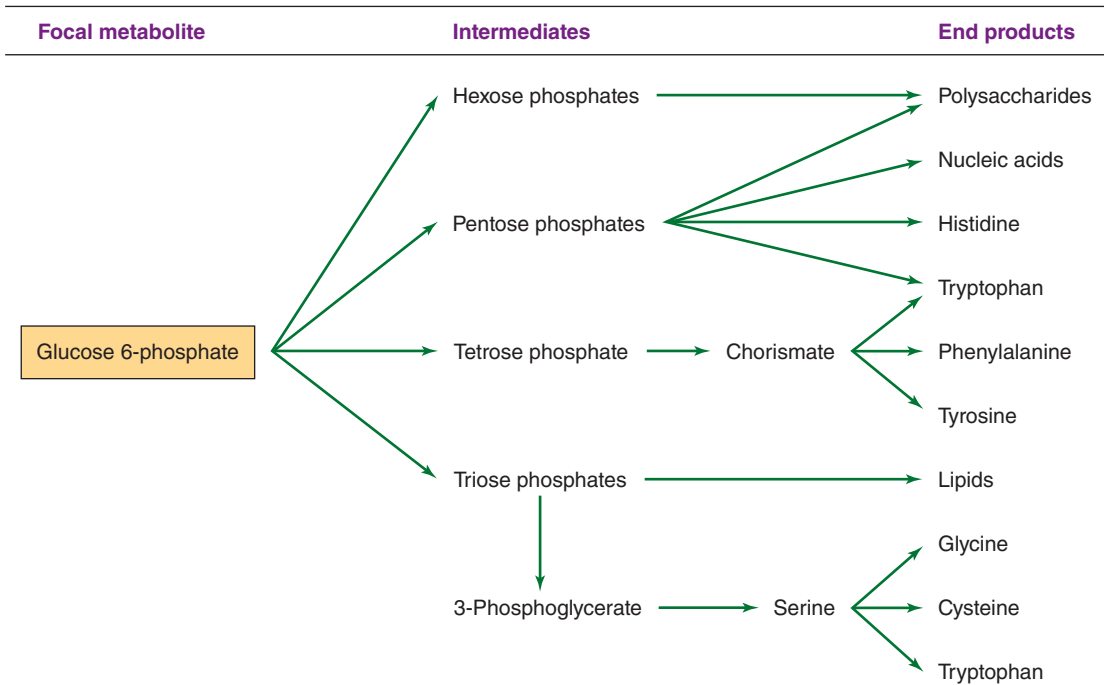 Focal metabolite Intermediates End products
Hexose phosphates Polysaccharides
Nucleic acids
Pentose phosphates Histidine
Tryptophan
Glucose 6-phosphate Tetrose phosphate Chorismate Phenylalanine
Tyrosine
Triose phosphates Lipids
Glycine
3-Phosphoglycerate Serine Cysteine
Tryptophan